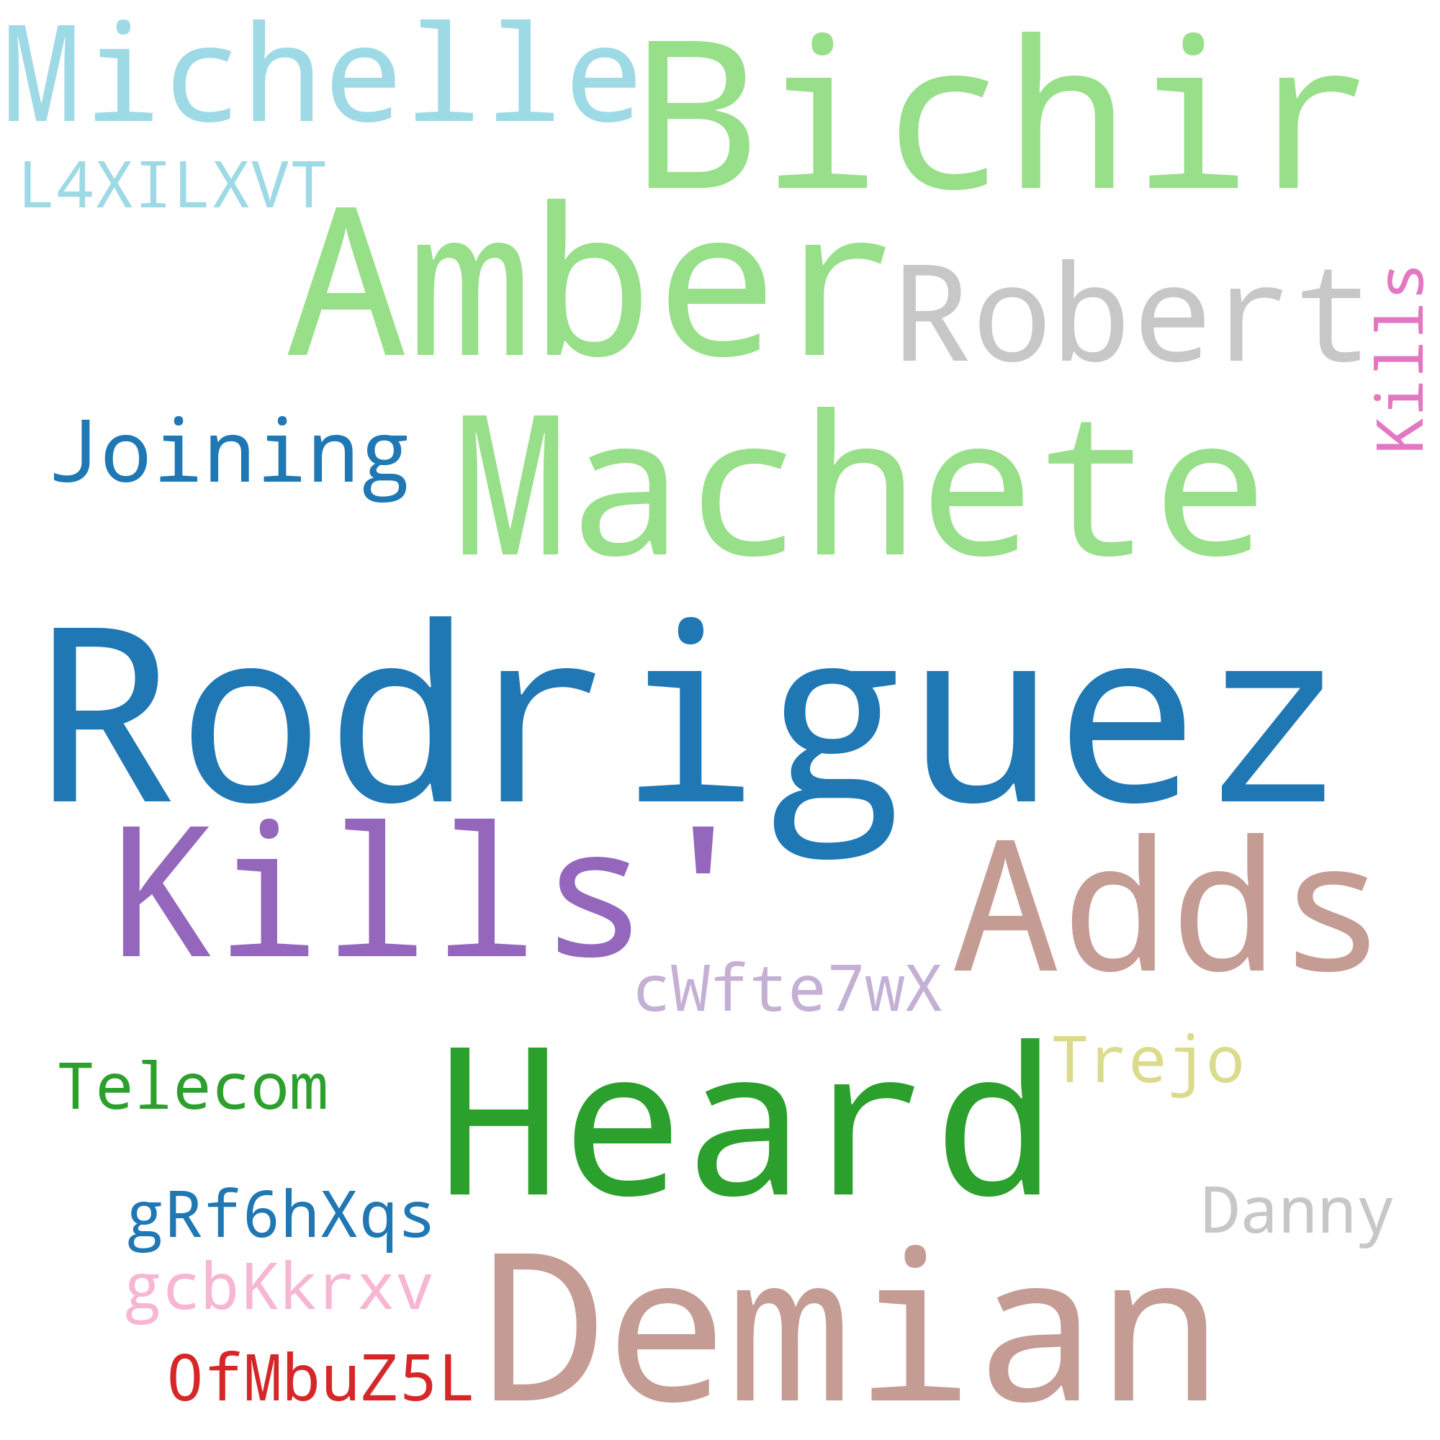 Michelle
Bichir
L4XILXVT
Amber
Robert
Kills
Joining
Machete
Rodriguez
Kills'
Adds
cWfte7wX
Telecom
Heard
Trejo
gRf6hXqs
Danny
gcbKkrxv
Demian
0fMbuZ5L